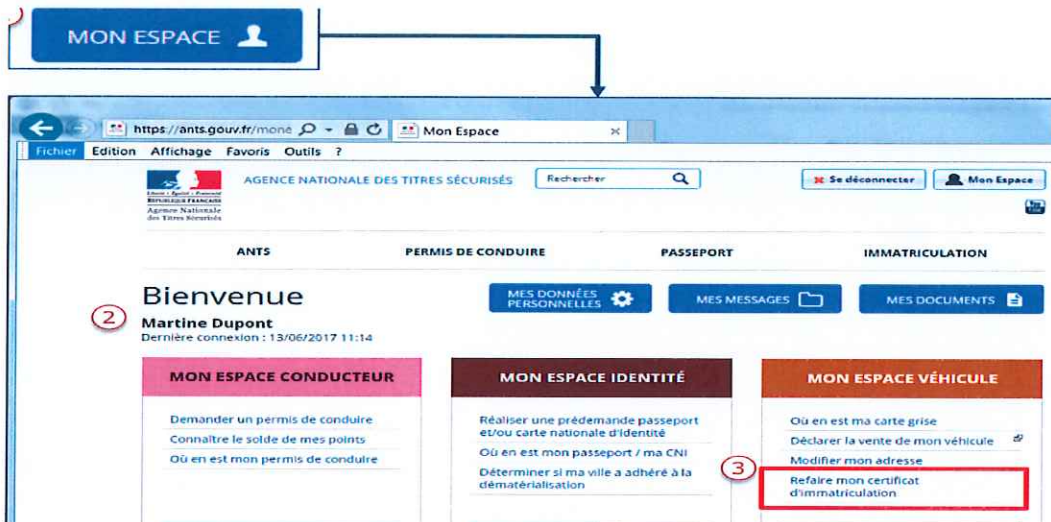 MON ESPACE
https://ants.gouv.fr/mone
Mon Espace
Fichier Edition Affichage Favoris Outils ?
AGENCE NATIONALE DES TITRES SÉCURISÉS
Rechercher
Se déconnecter
Mon Espace
Liberté • Égalité • Fraternité
RÉPUBLIQUE FRANÇAISE
Agence Nationale
des Titres Sécurisés
ANTS PERMIS DE CONDUIRE PASSEPORT IMMATRICULATION
Bienvenue
MES DONNÉES
PERSONNELLES
MES MESSAGES
MES DOCUMENTS
2
Martine Dupont
Dernière connexion : 13/06/2017 11:14
MON ESPACE CONDUCTEUR
Demander un permis de conduire
Connaître le solde de mes points
Où en est mon permis de conduire
MON ESPACE IDENTITÉ
Réaliser une prédemande passeport
et/ou carte nationale d'identité
Où en est mon passeport / ma CNI
Déterminer si ma ville a adhéré à la
dématérialisation
MON ESPACE VÉHICULE
Où en est ma carte grise
Déclarer la vente de mon véhicule
Modifier mon adresse
3
Refaire mon certificat
d'immatriculation